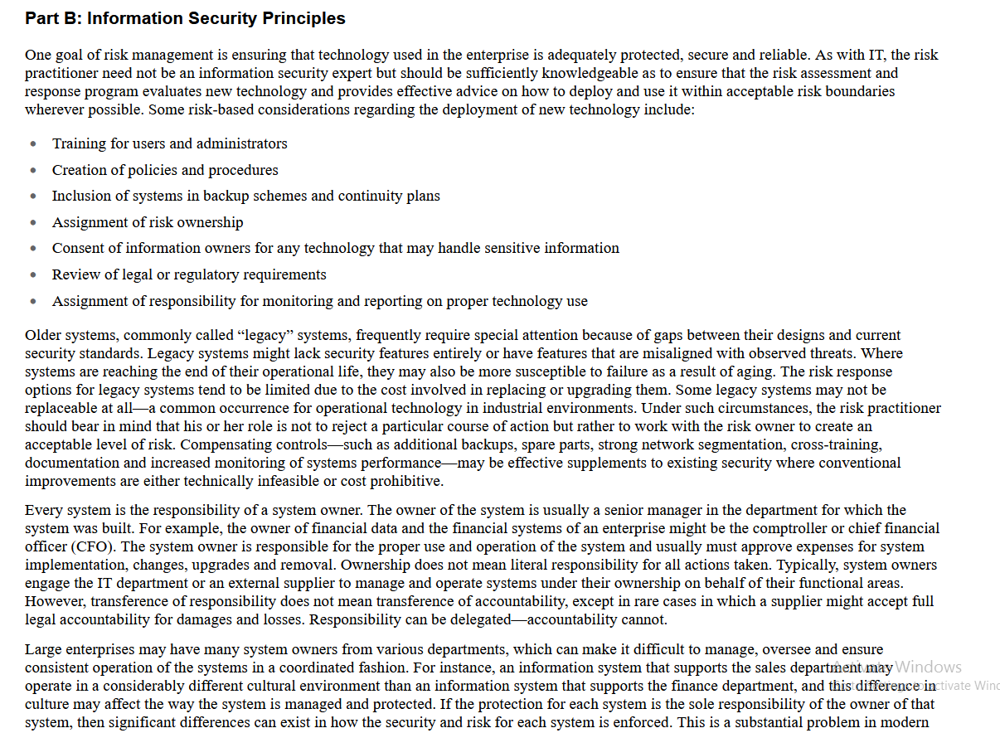 Part B: Information Security Principles
One goal of risk management is ensuring that technology used in the enterprise is adequately protected, secure and reliable. As with IT, the risk
practitioner need not be an information security expert but should be sufficiently knowledgeable as to ensure that the risk assessment and
response program evaluates new technology and provides effective advice on how to deploy and use it within acceptable risk boundaries
wherever possible. Some risk-based considerations regarding the deployment of new technology include:
• Training for users and administrators
• Creation of policies and procedures
• Inclusion of systems in backup schemes and continuity plans
• Assignment of risk ownership
• Consent of information owners for any technology that may handle sensitive information
• Review of legal or regulatory requirements
• Assignment of responsibility for monitoring and reporting on proper technology use
Older systems, commonly called “legacy” systems, frequently require special attention because of gaps between their designs and current
security standards. Legacy systems might lack security features entirely or have features that are misaligned with observed threats. Where
systems are reaching the end of their operational life, they may also be more susceptible to failure as a result of aging. The risk response
options for legacy systems tend to be limited due to the cost involved in replacing or upgrading them. Some legacy systems may not be
replaceable at all—a common occurrence for operational technology in industrial environments. Under such circumstances, the risk practitioner
should bear in mind that his or her role is not to reject a particular course of action but rather to work with the risk owner to create an
acceptable level of risk. Compensating controls—such as additional backups, spare parts, strong network segmentation, cross-training,
documentation and increased monitoring of systems performance—may be effective supplements to existing security where conventional
improvements are either technically infeasible or cost prohibitive.
Every system is the responsibility of a system owner. The owner of the system is usually a senior manager in the department for which the
system was built. For example, the owner of financial data and the financial systems of an enterprise might be the comptroller or chief financial
officer (CFO). The system owner is responsible for the proper use and operation of the system and usually must approve expenses for system
implementation, changes, upgrades and removal. Ownership does not mean literal responsibility for all actions taken. Typically, system owners
engage the IT department or an external supplier to manage and operate systems under their ownership on behalf of their functional areas.
However, transference of responsibility does not mean transference of accountability, except in rare cases in which a supplier might accept full
legal accountability for damages and losses. Responsibility can be delegated—accountability cannot.
Large enterprises may have many system owners from various departments, which can make it difficult to manage, oversee and ensure
consistent operation of the systems in a coordinated fashion. For instance, an information system that supports the sales department may
Activate Windows
operate in a considerably different cultural environment than an information system that supports the finance department, and this difference in
culture may affect the way the system is managed and protected. If the protection for each system is the sole responsibility of the owner of that
system, then significant differences can exist in how the security and risk for each system is enforced. This is a substantial problem in modern